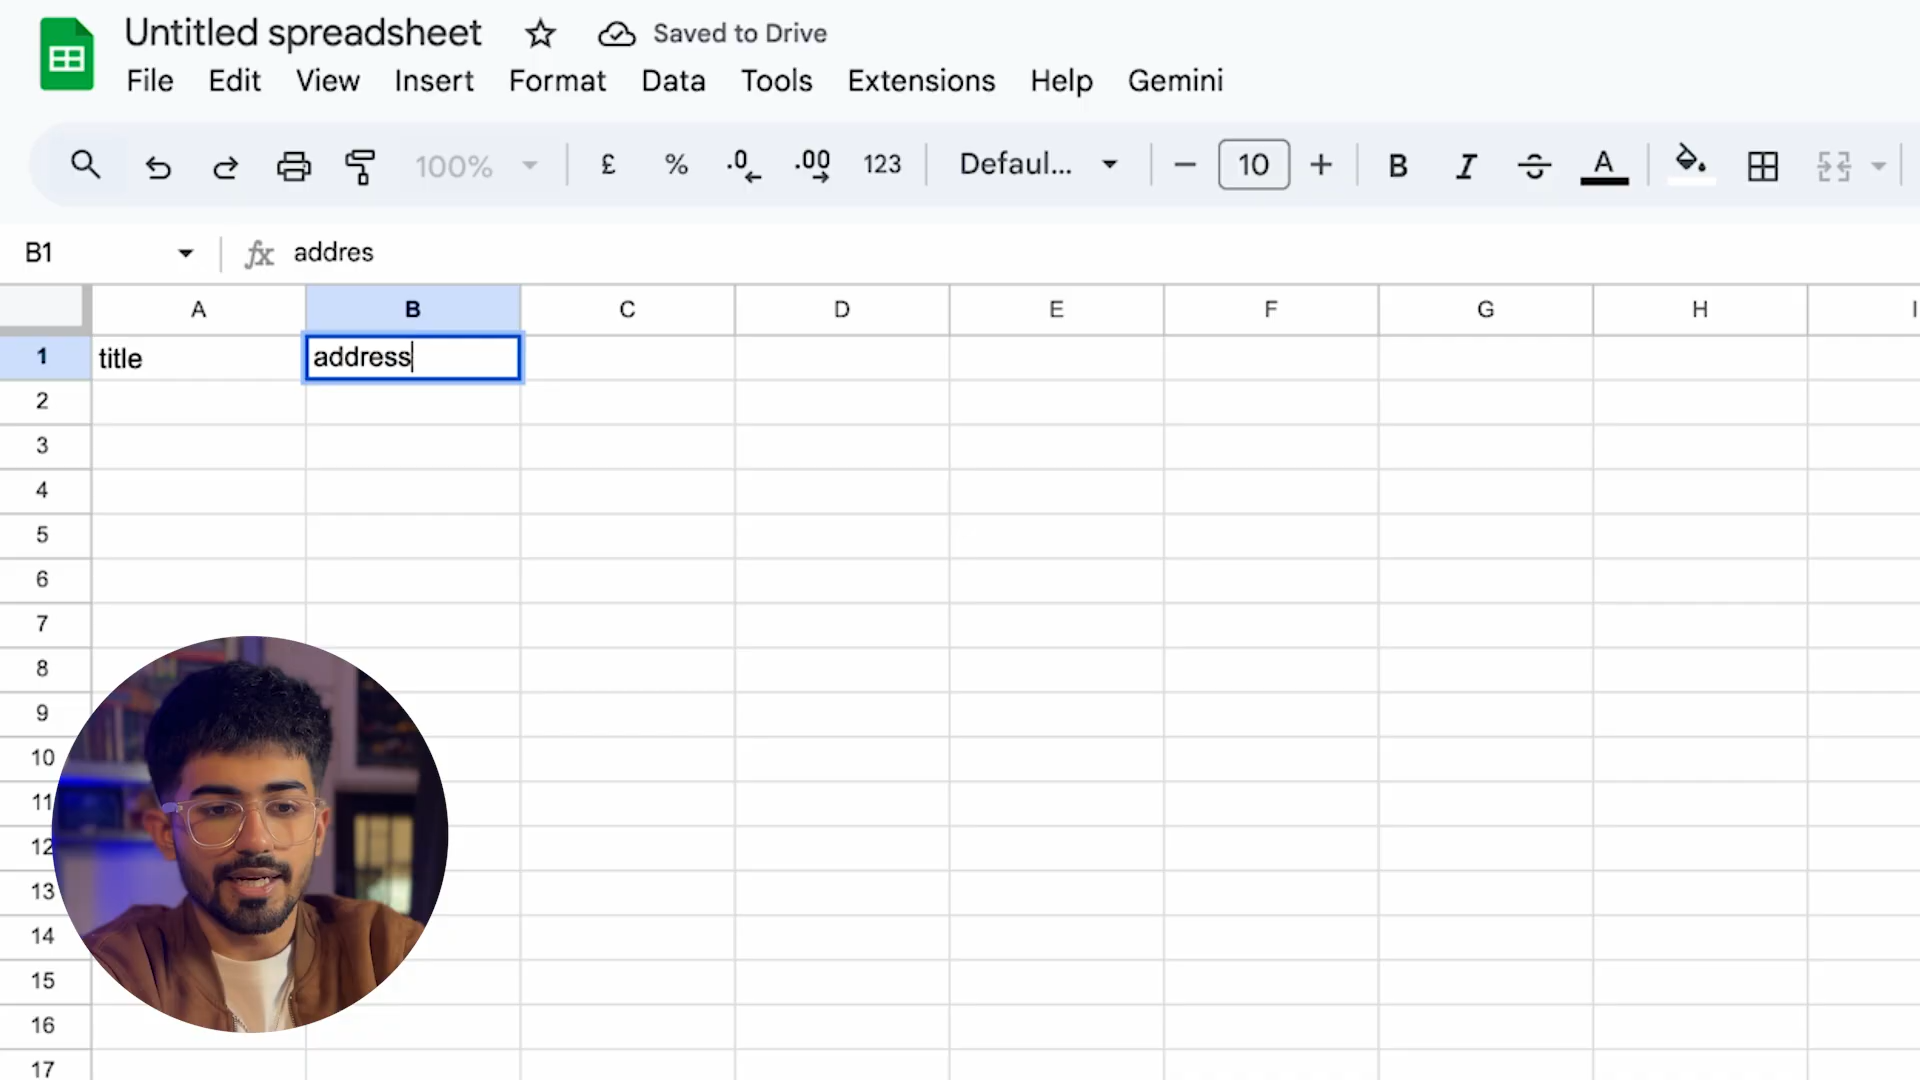 Untitled spreadsheet Saved to Drive
File Edit View Insert Format Data Tools Extensions Help Gemini
100% £ % .0 .00 123 Defaul... 10 B I A
B1 fx addres
A B C D E F G H I
1 title address
2
3
4
5
6
7
8
9
10
11
12
13
14
15
16
17